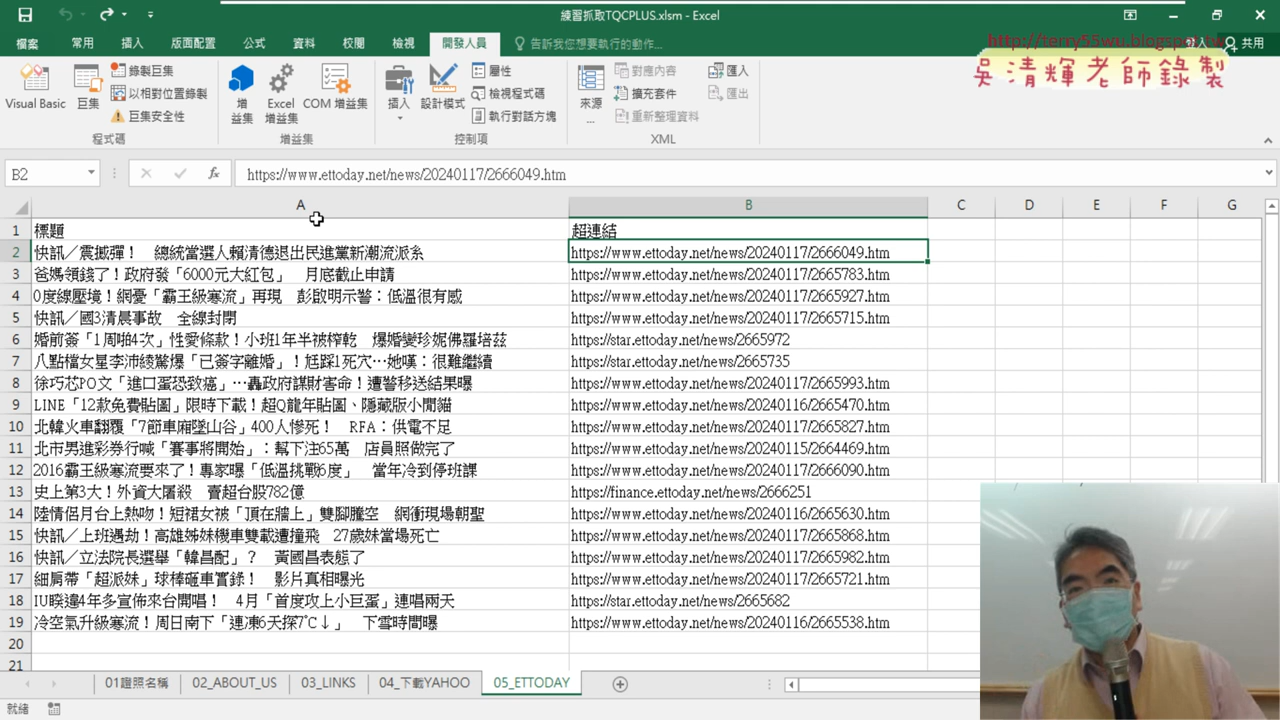 練習抓取TQCPLUS.xlsm - Excel
檔案 常用 插入 版面配置 公式 資料 校閱 檢視 開發人員 告訴我您想要執行的動作... 登入 共用
http://terry55wu.blogspot.tw
吳清輝老師錄製
Visual Basic 巨集 錄製巨集 以相對位置錄製 巨集安全性
程式碼
增益集 Excel 增益集 COM 增益集
增益集
插入 設計模式 屬性 檢視程式碼 執行對話方塊
控制項
來源... 對應內容 擴充套件 重新整理資料 匯入 匯出
XML
B2 fx https://www.ettoday.net/news/20240117/2666049.htm
A B C D E F G
1 標題 超連結
2 快訊／震撼彈！ 總統當選人賴清德退出民進黨新潮流派系 https://www.ettoday.net/news/20240117/2666049.htm
3 爸媽領錢了！政府發「6000元大紅包」 月底截止申請 https://www.ettoday.net/news/20240117/2665783.htm
4 0度線壓境！網憂「霸王級寒流」再現 彭啟明示警：低溫很有感 https://www.ettoday.net/news/20240117/2665927.htm
5 快訊／國3清晨事故 全線封閉 https://www.ettoday.net/news/20240117/2665715.htm
6 婚前簽「1周啪4次」性愛條款！小班1年半被榨乾 爆婚變珍妮佛羅培茲 https://star.ettoday.net/news/2665972
7 八點檔女星李沛綾驚爆「已簽字離婚」！尪踩1死穴…她嘆：很難繼續 https://star.ettoday.net/news/2665735
8 徐巧芯PO文「進口蛋恐致癌」…轟政府謀財害命！遭警移送結果曝 https://www.ettoday.net/news/20240117/2665993.htm
9 LINE「12款免費貼圖」限時下載！超Q龍年貼圖、隱藏版小閒貓 https://www.ettoday.net/news/20240116/2665470.htm
10 北韓火車翻覆「7節車廂墜山谷」400人慘死！ RFA：供電不足 https://www.ettoday.net/news/20240117/2665827.htm
11 北市男進彩券行喊「賽事將開始」：幫下注65萬 店員照做完了 https://www.ettoday.net/news/20240115/2664469.htm
12 2016霸王級寒流要來了！專家曝「低溫挑戰6度」 當年冷到停班課 https://www.ettoday.net/news/20240117/2666090.htm
13 史上第3大！外資大屠殺 賣超台股782億 https://finance.ettoday.net/news/2666251
14 陸情侶月台上熱吻！短裙女被「頂在牆上」雙腳騰空 網衝現場朝聖 https://www.ettoday.net/news/20240116/2665630.htm
15 快訊／上班遇劫！高雄姊妹機車雙載遭撞飛 27歲妹當場死亡 https://www.ettoday.net/news/20240117/2665868.htm
16 快訊／立法院長選舉「韓昌配」？ 黃國昌表態了 https://www.ettoday.net/news/20240117/2665982.htm
17 細肩帶「超派妹」球棒砸車實錄！ 影片真相曝光 https://www.ettoday.net/news/20240117/2665721.htm
18 IU睽違4年多宣佈來台開唱！ 4月「首度攻上小巨蛋」連唱兩天 https://star.ettoday.net/news/2665682
19 冷空氣升級寒流！周日南下「連凍6天探7℃↓」 下雪時間曝 https://www.ettoday.net/news/20240116/2665538.htm
20
21
01證照名稱 02_ABOUT_US 03_LINKS 04_下載YAHOO 05_ETTODAY
就緒